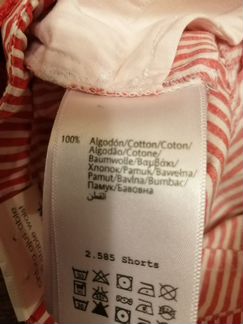 100% Algodón/Cotton/Coton/
Algodão/Cotone/
Baumwolle/Βαμβάκι/
Хлопок/Pamuk/Bawełna/
Pamut/Bavlna/Bumbac/
Памук/Бавовна
القطن
2.585 Shorts